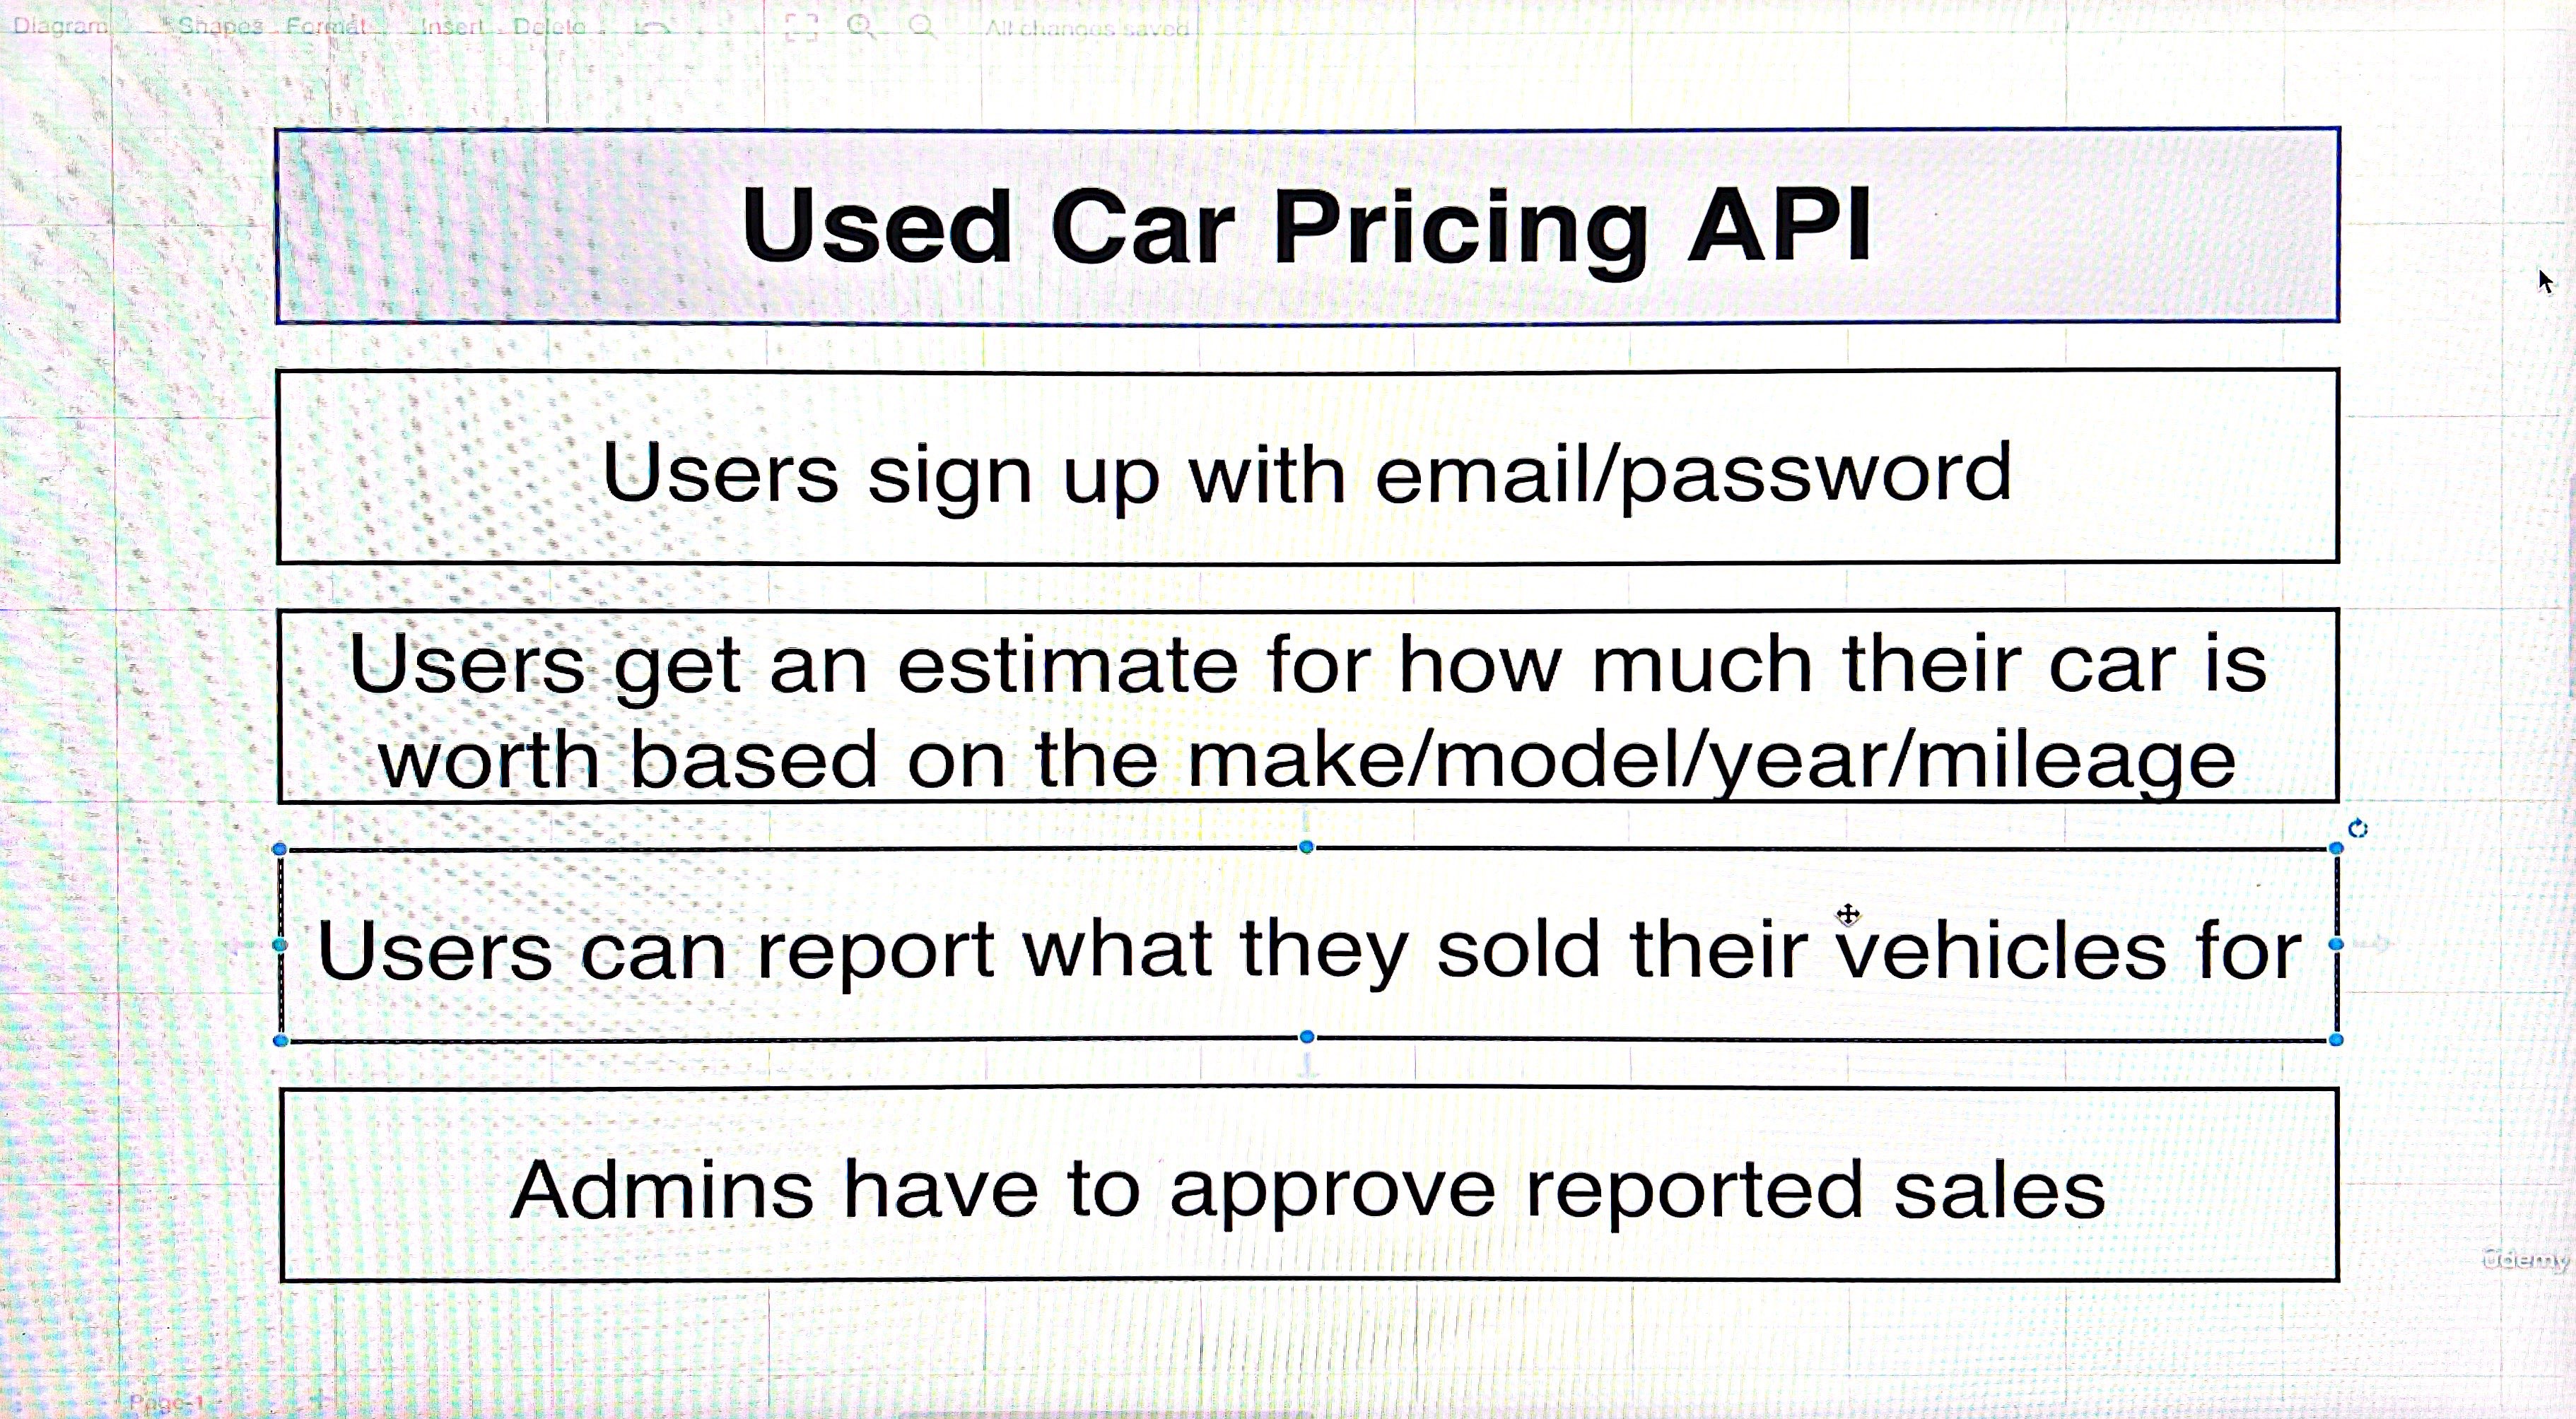 Diagram Shapes Format Insert Delete All changes saved
Used Car Pricing API
Users sign up with email/password
Users get an estimate for how much their car is
worth based on the make/model/year/mileage
Users can report what they sold their vehicles for
Admins have to approve reported sales
Udemy
Page-1